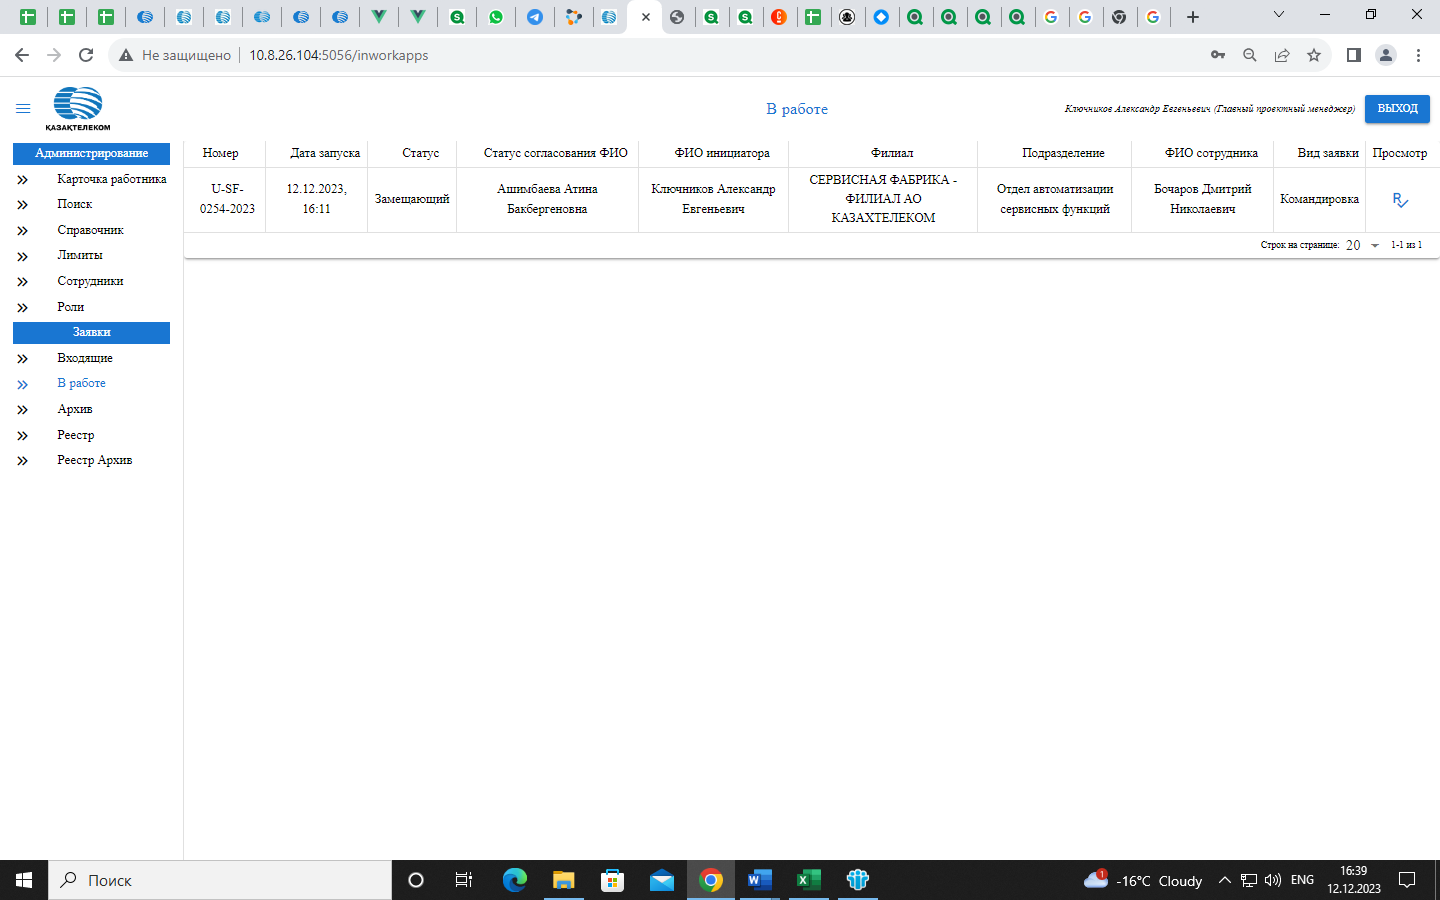 Не защищено
10.8.26.104:5056/inworkapps
ҚАЗАҚТЕЛЕКОМ
В работе
Ключников Александр Евгеньевич (Главный проектный менеджер)
ВЫХОД
Администрирование
Карточка работника
Поиск
Справочник
Лимиты
Сотрудники
Роли
Заявки
Входящие
В работе
Архив
Реестр
Реестр Архив
Номер
Дата запуска
Статус
Статус согласования ФИО
ФИО инициатора
Филиал
Подразделение
ФИО сотрудника
Вид заявки
Просмотр
U-SF-
0254-2023
12.12.2023,
16:11
Замещающий
Ашимбаева Атина
Бакбергеновна
Ключников Александр
Евгеньевич
СЕРВИСНАЯ ФАБРИКА -
ФИЛИАЛ АО
КАЗАХТЕЛЕКОМ
Отдел автоматизации
сервисных функций
Бочаров Дмитрий
Николаевич
Командировка
Строк на странице:
20
1-1 из 1
Поиск
1
-16°C Cloudy
ENG
16:39
12.12.2023